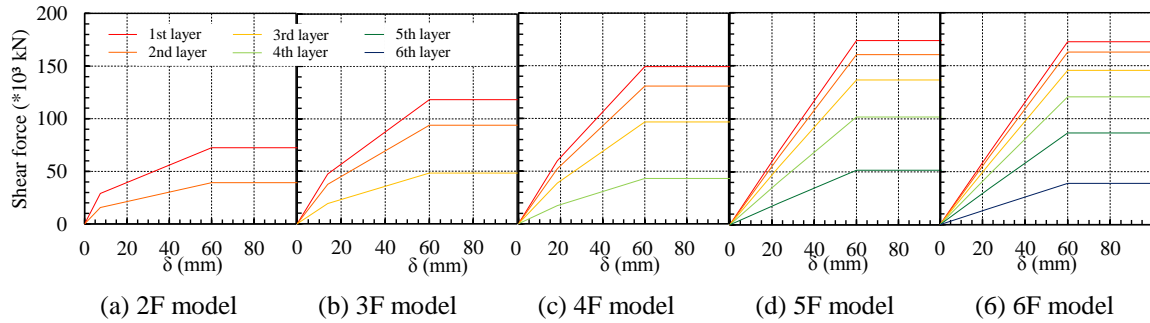 Shear force (*10³ kN)
200
150
100
50
0
1st layer
2nd layer
3rd layer
4th layer
5th layer
6th layer
0 20 40 60 80
0 20 40 60 80
0 20 40 60 80
0 20 40 60 80
0 20 40 60 80
δ (mm)
δ (mm)
δ (mm)
δ (mm)
δ (mm)
(a) 2F model
(b) 3F model
(c) 4F model
(d) 5F model
(6) 6F model